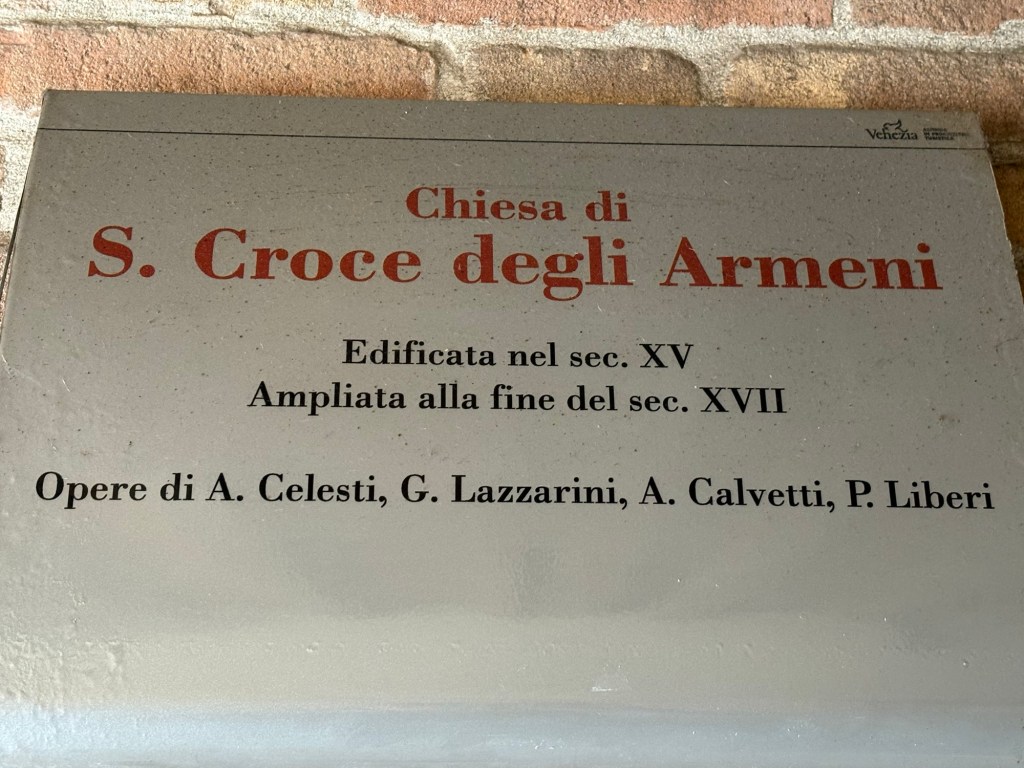 Venezia
Chiesa di
S. Croce degli Armeni
Edificata nel sec. XV
Ampliata alla fine del sec. XVII
Opere di A. Celesti, G. Lazzarini, A. Calvetti, P. Liberi